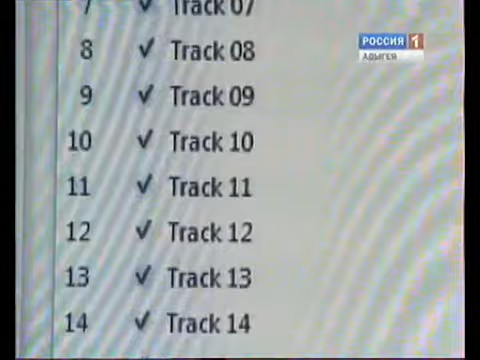 7 ✓ Track 07
8 ✓ Track 08
9 ✓ Track 09
10 ✓ Track 10
11 ✓ Track 11
12 ✓ Track 12
13 ✓ Track 13
14 ✓ Track 14
РОССИЯ 1
АДЫГЕЯ